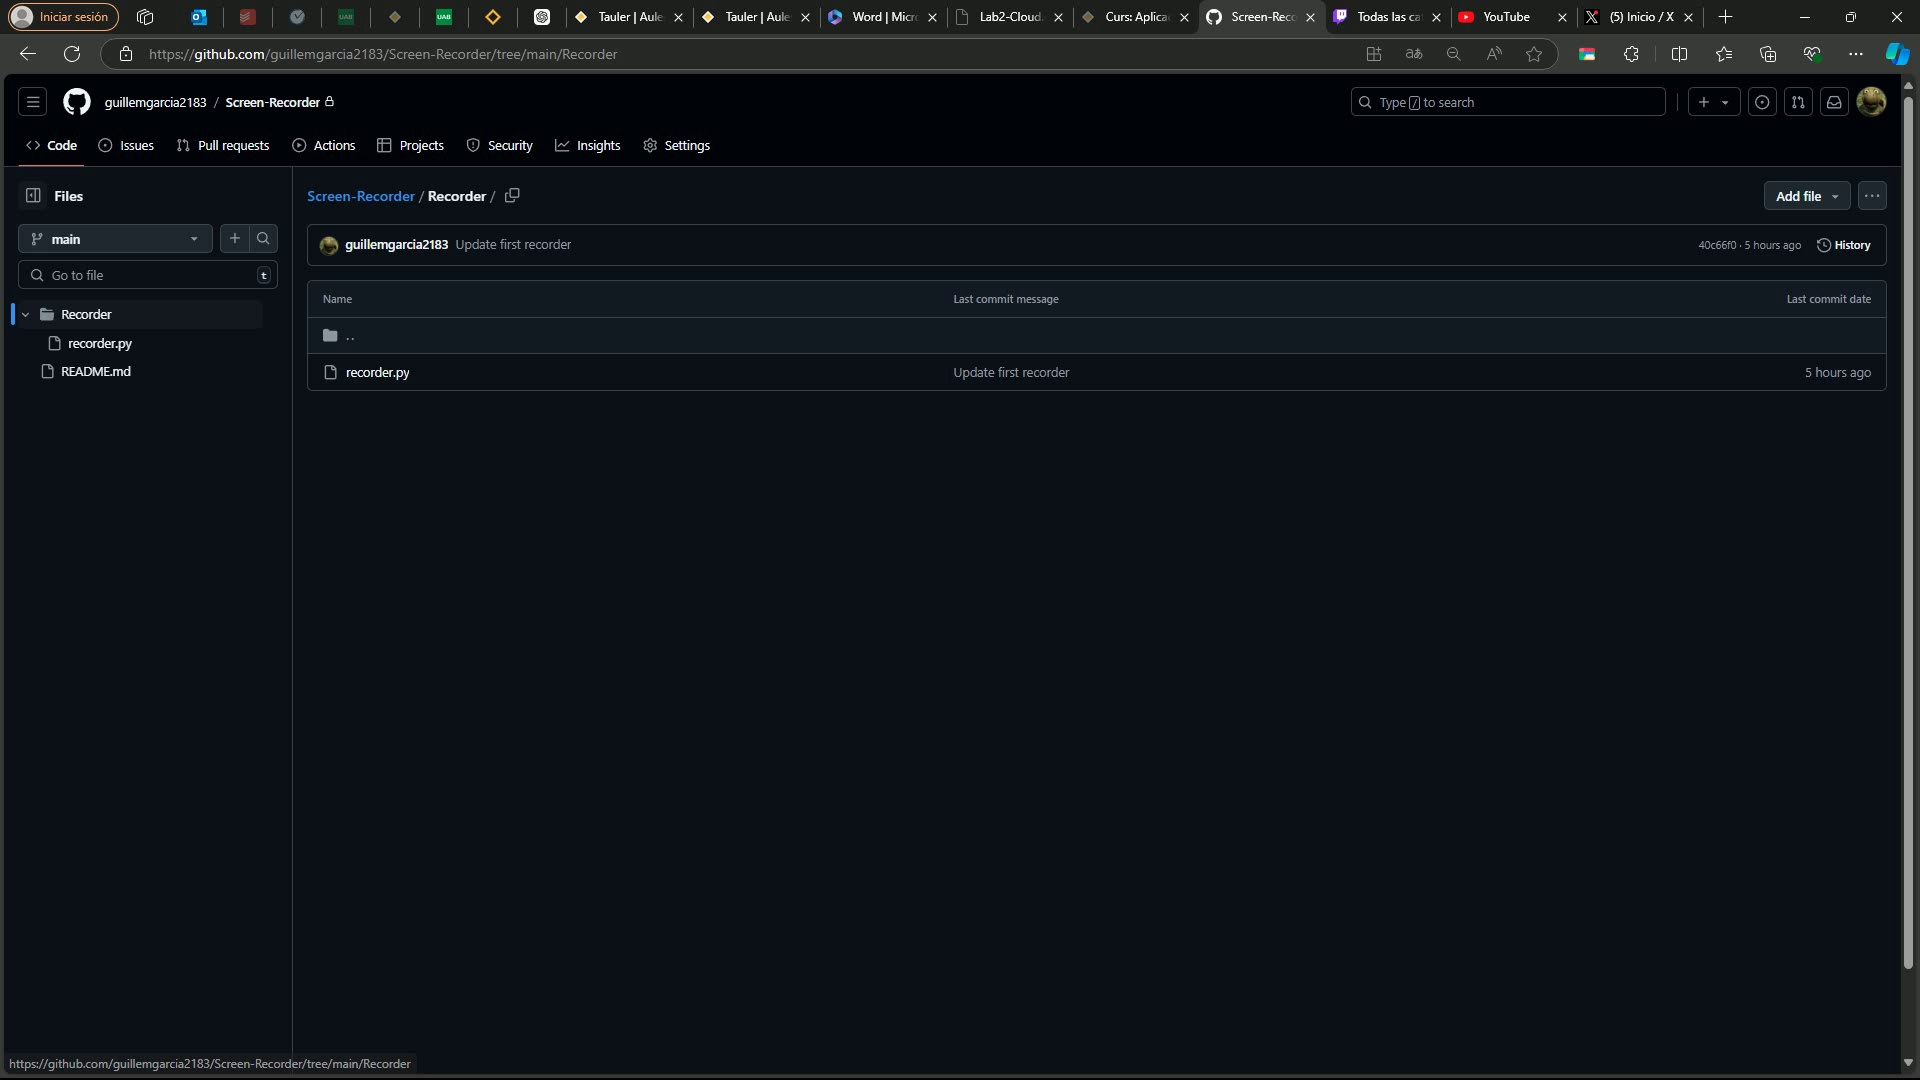 Iniciar sesión
Tauler | Aule
Tauler | Aule
Word | Micr
Lab2-Cloud
Curs: Aplica
Screen-Reco
Todas las ca
YouTube
(5) Inicio / X
https://github.com/guillemgarcia2183/Screen-Recorder/tree/main/Recorder
guillemgarcia2183 / Screen-Recorder
Type / to search
Code
Issues
Pull requests
Actions
Projects
Security
Insights
Settings
Files
Screen-Recorder / Recorder /
Add file
main
guillemgarcia2183 Update first recorder
40c66f0 · 5 hours ago
History
Go to file
t
Name
Last commit message
Last commit date
Recorder
..
recorder.py
recorder.py
Update first recorder
5 hours ago
README.md
https://github.com/guillemgarcia2183/Screen-Recorder/tree/main/Recorder